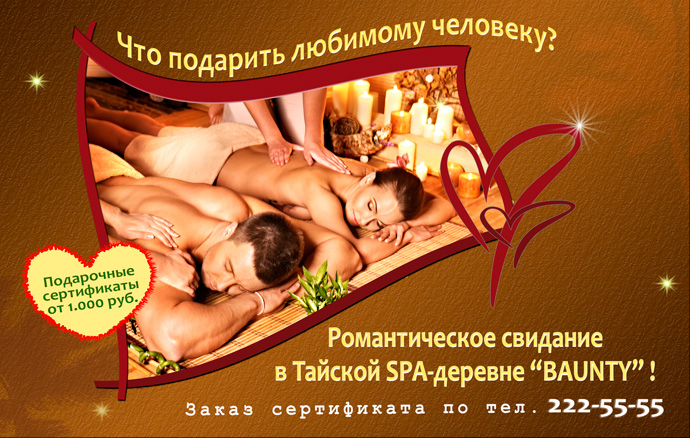 Что подарить любимому человеку?
Подарочные
сертификаты
от 1.000 руб.
Романтическое свидание
в Тайской SPA-деревне “BAUNTY” !
Заказ сертификата по тел. 222-55-55